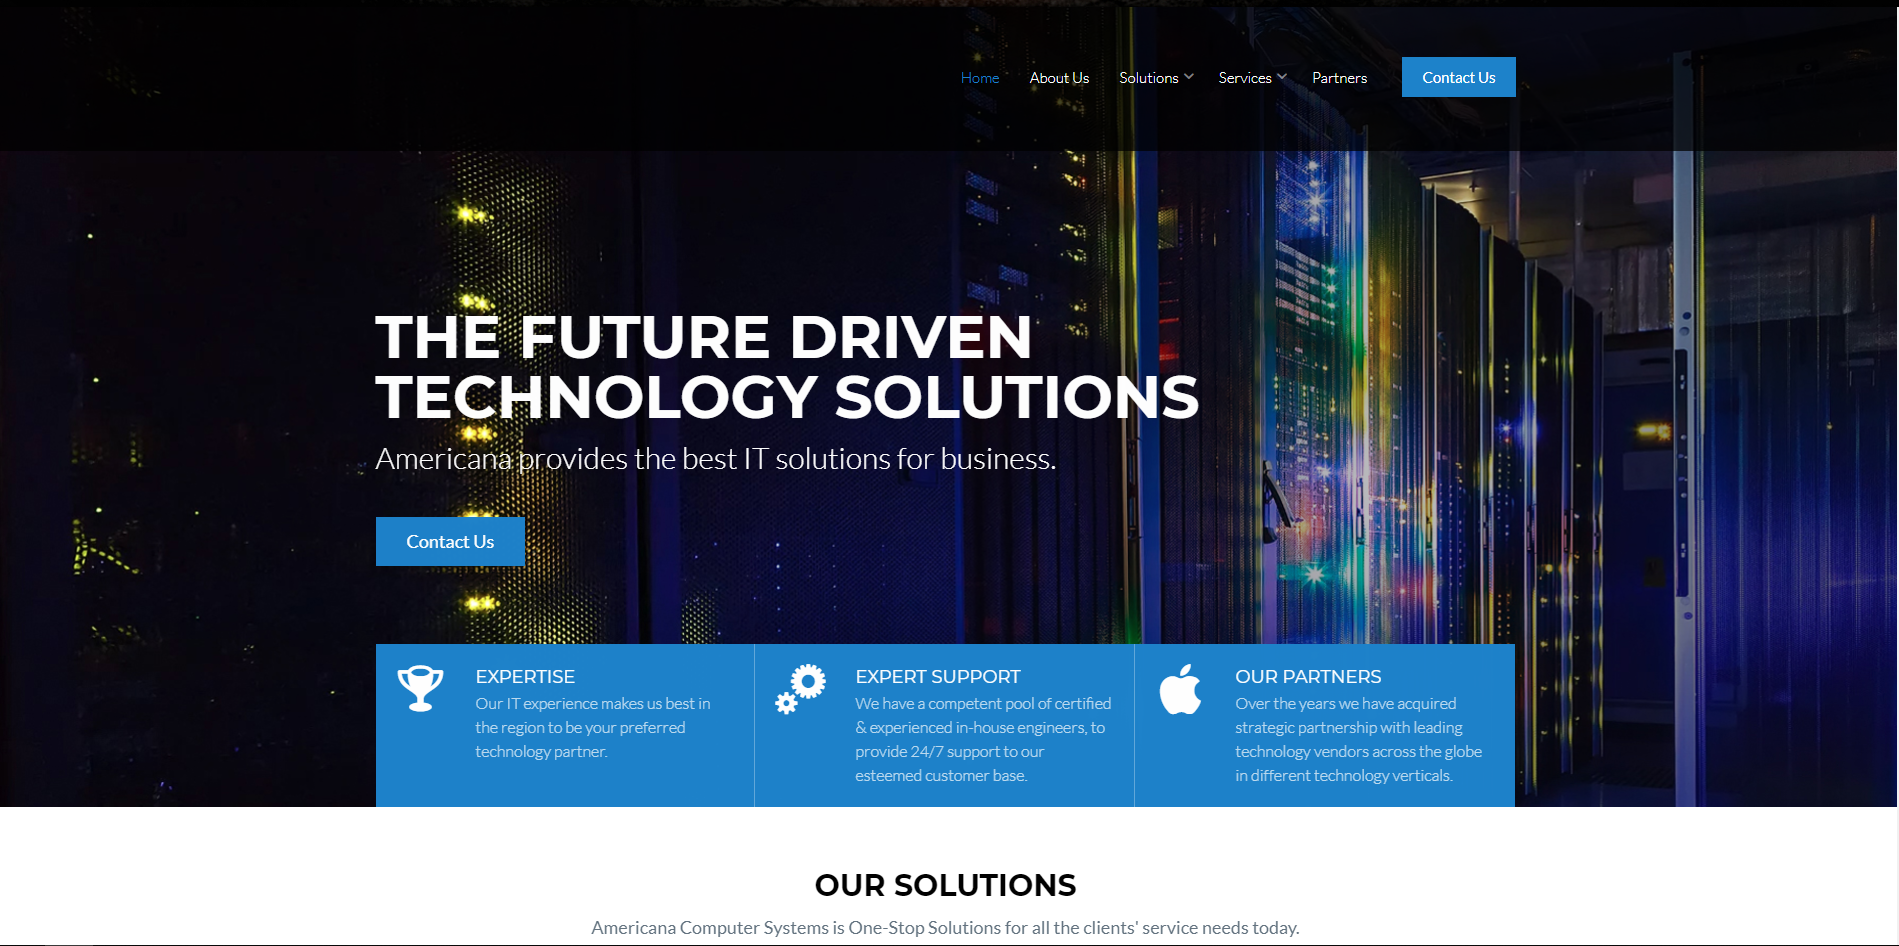 Home About Us Solutions Services Partners Contact Us
THE FUTURE DRIVEN
TECHNOLOGY SOLUTIONS
Americana provides the best IT solutions for business.
Contact Us
EXPERTISE
Our IT experience makes us best in
the region to be your preferred
technology partner.
EXPERT SUPPORT
We have a competent pool of certified
& experienced in-house engineers, to
provide 24/7 support to our
esteemed customer base.
OUR PARTNERS
Over the years we have acquired
strategic partnership with leading
technology vendors across the globe
in different technology verticals.
OUR SOLUTIONS
Americana Computer Systems is One-Stop Solutions for all the clients' service needs today.